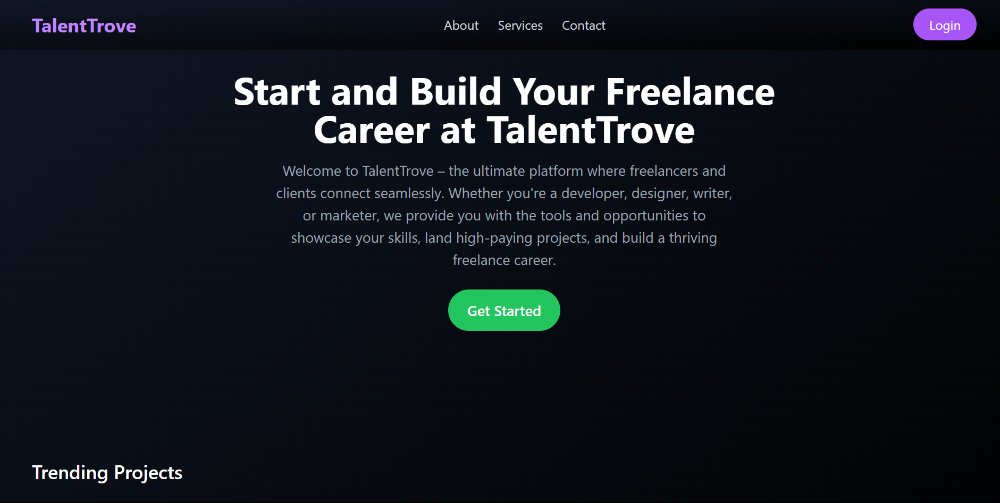 TalentTrove
About Services Contact
Login
Start and Build Your Freelance
Career at TalentTrove
Welcome to TalentTrove – the ultimate platform where freelancers and
clients connect seamlessly. Whether you're a developer, designer, writer,
or marketer, we provide you with the tools and opportunities to
showcase your skills, land high-paying projects, and build a thriving
freelance career.
Get Started
Trending Projects